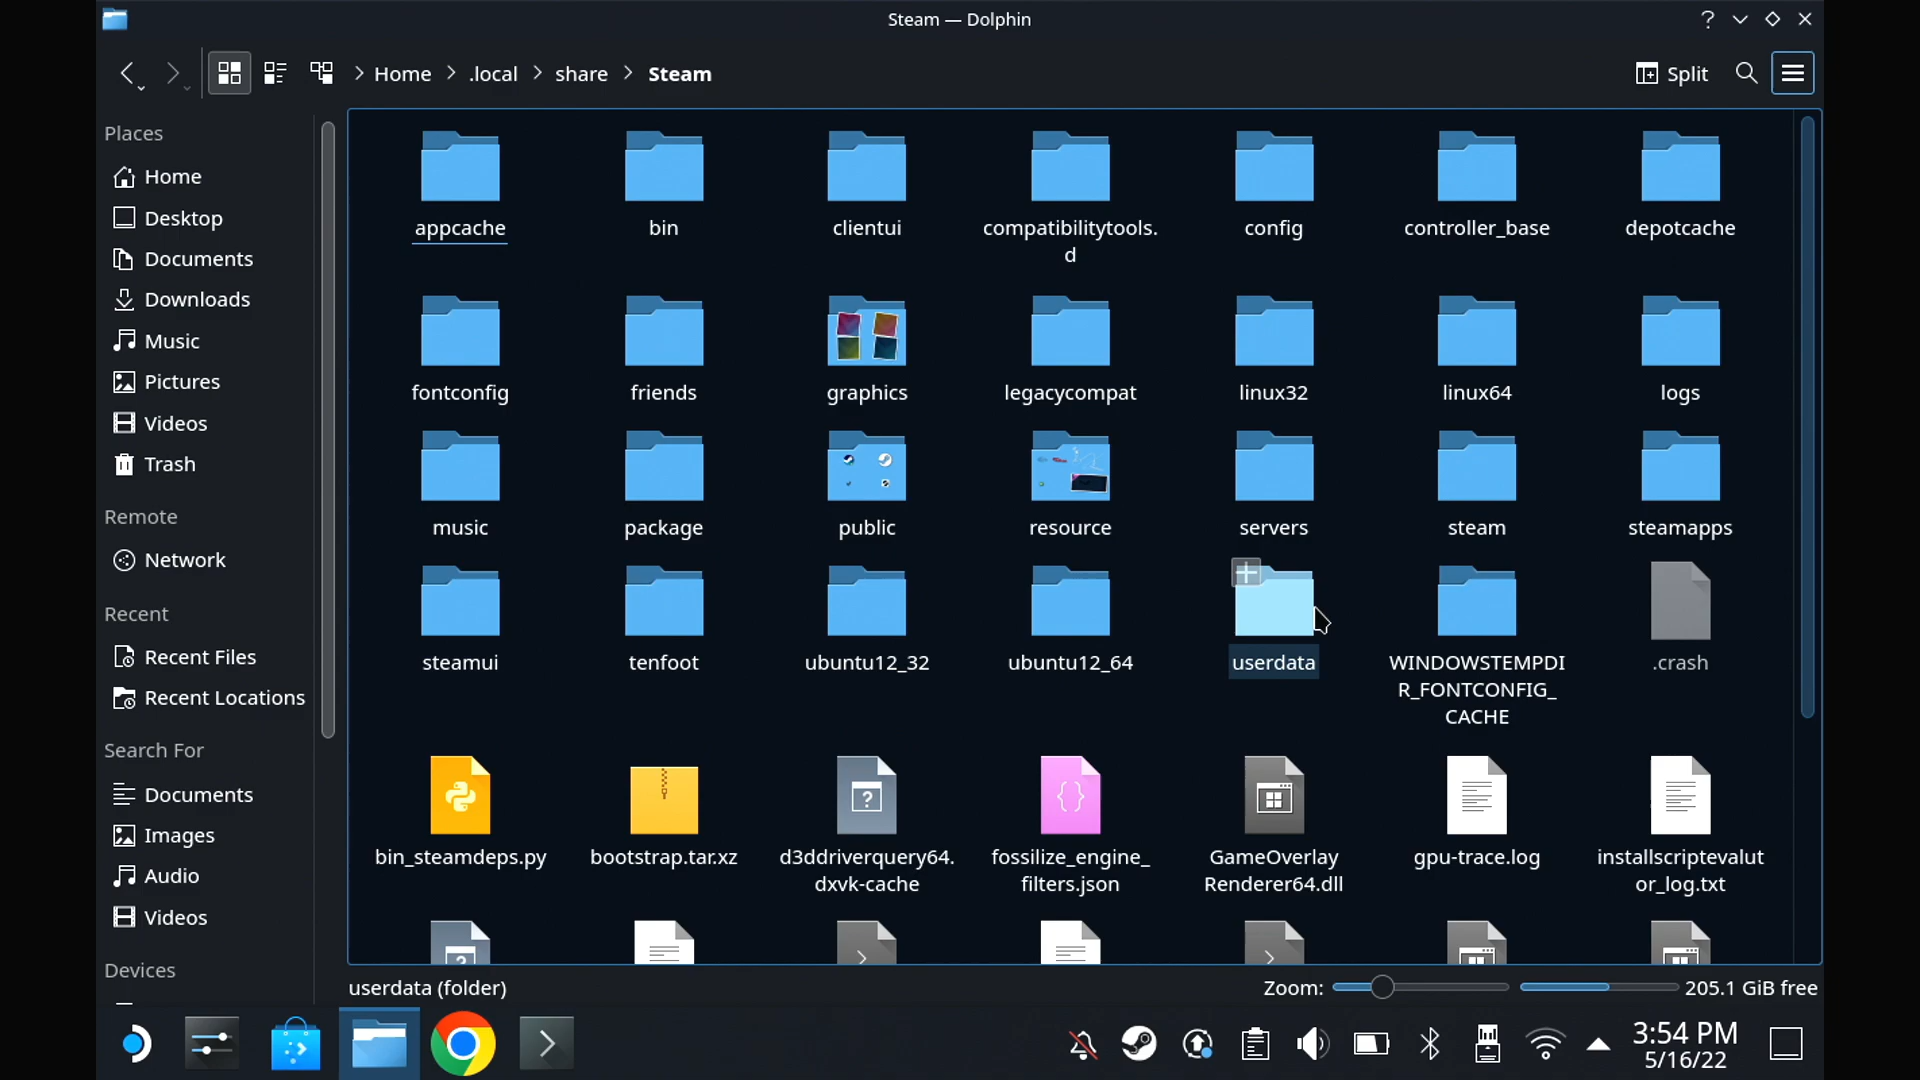 Steam — Dolphin
Home
.local
share
Steam
Split
Places
Home
Desktop
Documents
Downloads
Music
Pictures
Videos
Trash
Remote
Network
Recent
Recent Files
Recent Locations
Search For
Documents
Images
Audio
Videos
Devices
appcache
bin
clientui
compatibilitytools.
d
config
controller_base
depotcache
fontconfig
friends
graphics
legacycompat
linux32
linux64
logs
music
package
public
resource
servers
steam
steamapps
steamui
tenfoot
ubuntu12_32
ubuntu12_64
userdata
WINDOWSTEMPDI
R_FONTCONFIG_
CACHE
.crash
bin_steamdeps.py
bootstrap.tar.xz
d3ddriverquery64.
dxvk-cache
fossilize_engine_
filters.json
GameOverlay
Renderer64.dll
gpu-trace.log
installscriptevalut
or_log.txt
userdata (folder)
Zoom:
205.1 GiB free
3:54 PM
5/16/22